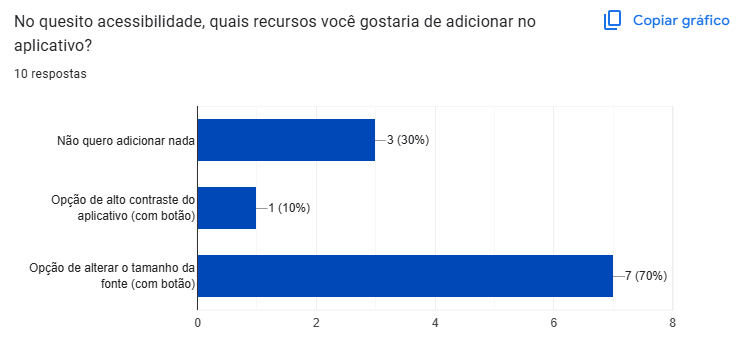 No quesito acessibilidade, quais recursos você gostaria de adicionar no
aplicativo?
Copiar gráfico
10 respostas
Não quero adicionar nada
3 (30%)
Opção de alto contraste do
aplicativo (com botão)
1 (10%)
Opção de alterar o tamanho da
fonte (com botão)
7 (70%)
0
2
4
6
8